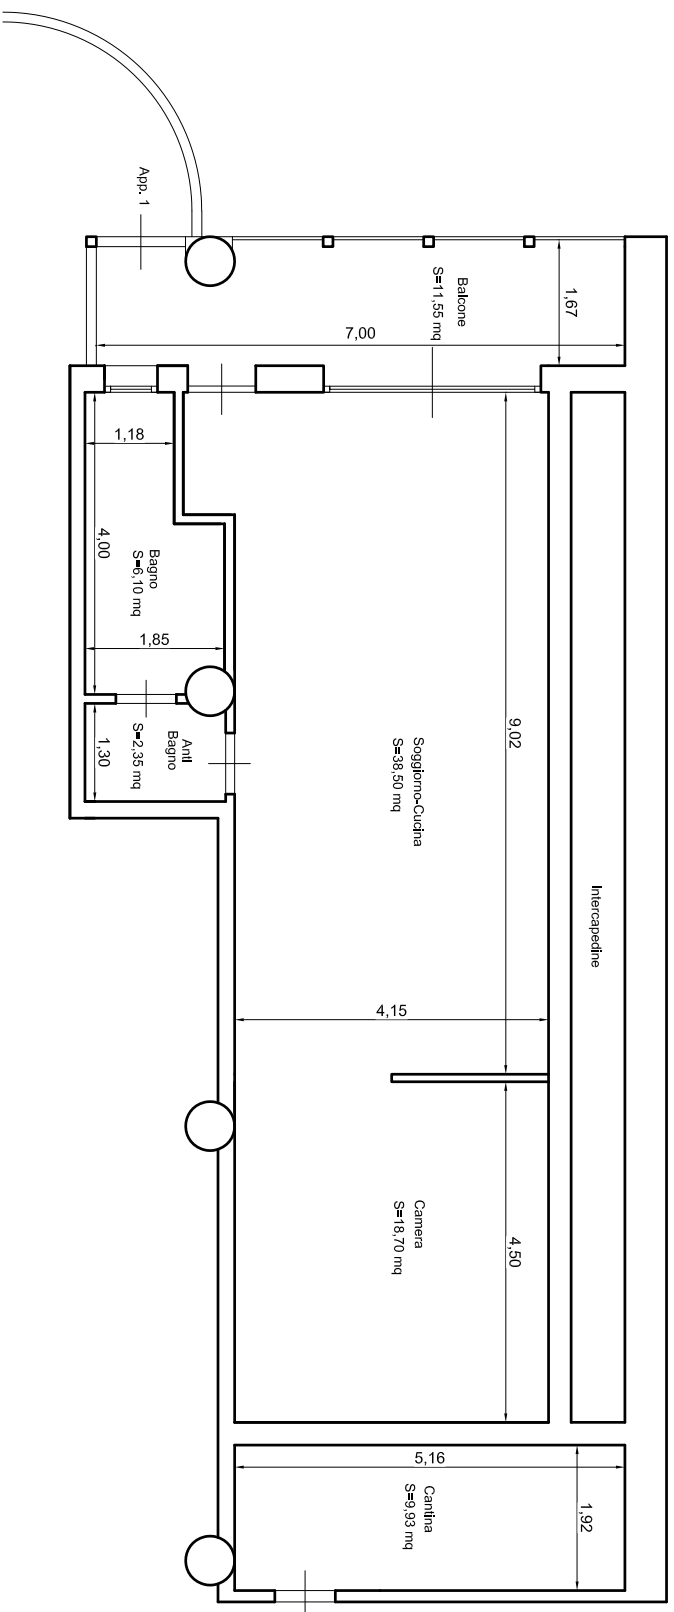 App. 1
Balcone
S=11,55 mq
1,67
7,00
1,18
4,00
Bagno
S=6,10 mq
1,85
Anti
Bagno
S=2,35 mq
1,30
Soggiorno-Cucina
S=38,50 mq
9,02
Intercapedine
4,15
Camera
S=18,70 mq
4,50
5,16
Cantina
S=9,93 mq
1,92